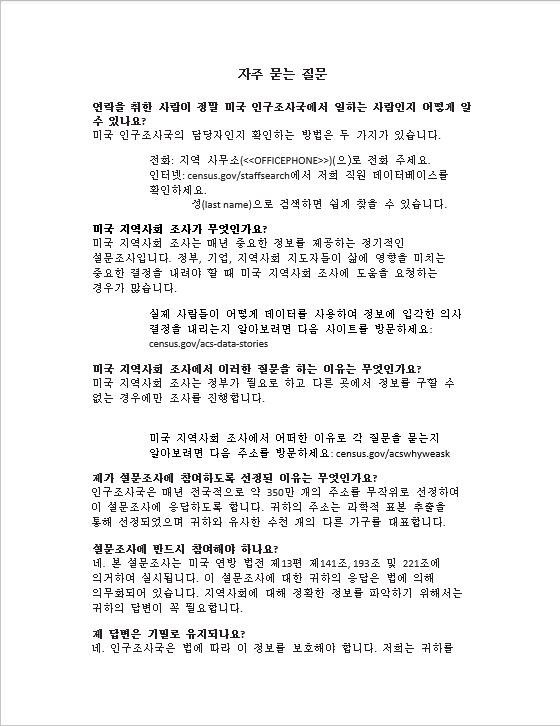 자주 묻는 질문
연락을 취한 사람이 정말 미국 인구조사국에서 일하는 사람인지 어떻게 알
수 있나요?
미국 인구조사국의 담당자인지 확인하는 방법은 두 가지가 있습니다.
전화: 지역 사무소(<<OFFICEPHONE>>)(으)로 전화 주세요.
인터넷: census.gov/staffsearch에서 저희 직원 데이터베이스를
확인하세요.
성(last name)으로 검색하면 쉽게 찾을 수 있습니다.
미국 지역사회 조사가 무엇인가요?
미국 지역사회 조사는 매년 중요한 정보를 제공하는 정기적인
설문조사입니다. 정부, 기업, 지역사회 지도자들이 삶에 영향을 미치는
중요한 결정을 내려야 할 때 미국 지역사회 조사에 도움을 요청하는
경우가 많습니다.
실제 사람들이 어떻게 데이터를 사용하여 정보에 입각한 의사
결정을 내리는지 알아보려면 다음 사이트를 방문하세요:
census.gov/acs-data-stories
미국 지역사회 조사에서 이러한 질문을 하는 이유는 무엇인가요?
미국 지역사회 조사는 정부가 필요로 하고 다른 곳에서 정보를 구할 수
없는 경우에만 조사를 진행합니다.
미국 지역사회 조사에서 어떠한 이유로 각 질문을 묻는지
알아보려면 다음 주소를 방문하세요: census.gov/acswhyweask
제가 설문조사에 참여하도록 선정된 이유는 무엇인가요?
인구조사국은 매년 전국적으로 약 350만 개의 주소를 무작위로 선정하여
이 설문조사에 응답하도록 합니다. 귀하의 주소는 과학적 표본 추출을
통해 선정되었으며 귀하와 유사한 수천 개의 다른 가구를 대표합니다.
설문조사에 반드시 참여해야 하나요?
네. 본 설문조사는 미국 연방 법전 제13편 제141조, 193조 및 221조에
의거하여 실시됩니다. 이 설문조사에 대한 귀하의 응답은 법에 의해
의무화되어 있습니다. 지역사회에 대해 정확한 정보를 파악하기 위해서는
귀하의 답변이 꼭 필요합니다.
제 답변은 기밀로 유지되나요?
네. 인구조사국은 법에 따라 이 정보를 보호해야 합니다. 저희는 귀하를